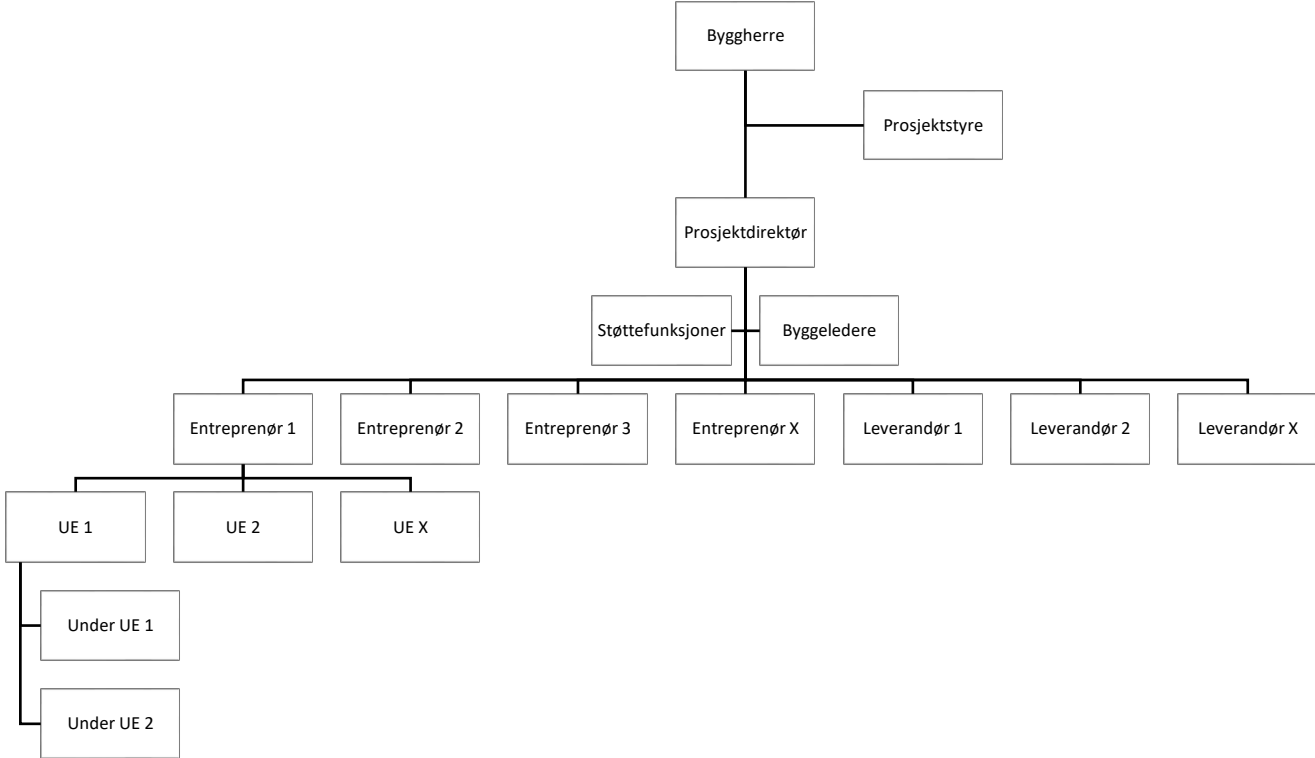 Byggherre
Prosjektstyre
Prosjektdirektør
Støttefunksjoner
Byggeledere
Entreprenør 1
Entreprenør 2
Entreprenør 3
Entreprenør X
Leverandør 1
Leverandør 2
Leverandør X
UE 1
UE 2
UE X
Under UE 1
Under UE 2